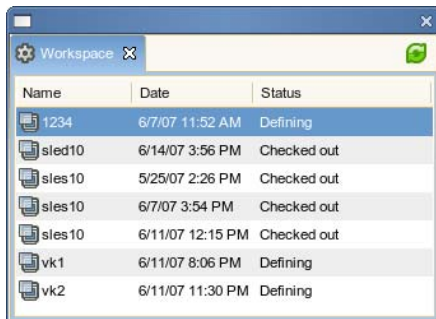 Workspace
Name Date Status
1234 6/7/07 11:52 AM Defining
sled10 6/14/07 3:56 PM Checked out
sles10 5/25/07 2:26 PM Checked out
sles10 6/7/07 3:54 PM Checked out
sles10 6/11/07 12:15 PM Checked out
vk1 6/11/07 8:06 PM Defining
vk2 6/11/07 11:30 PM Defining